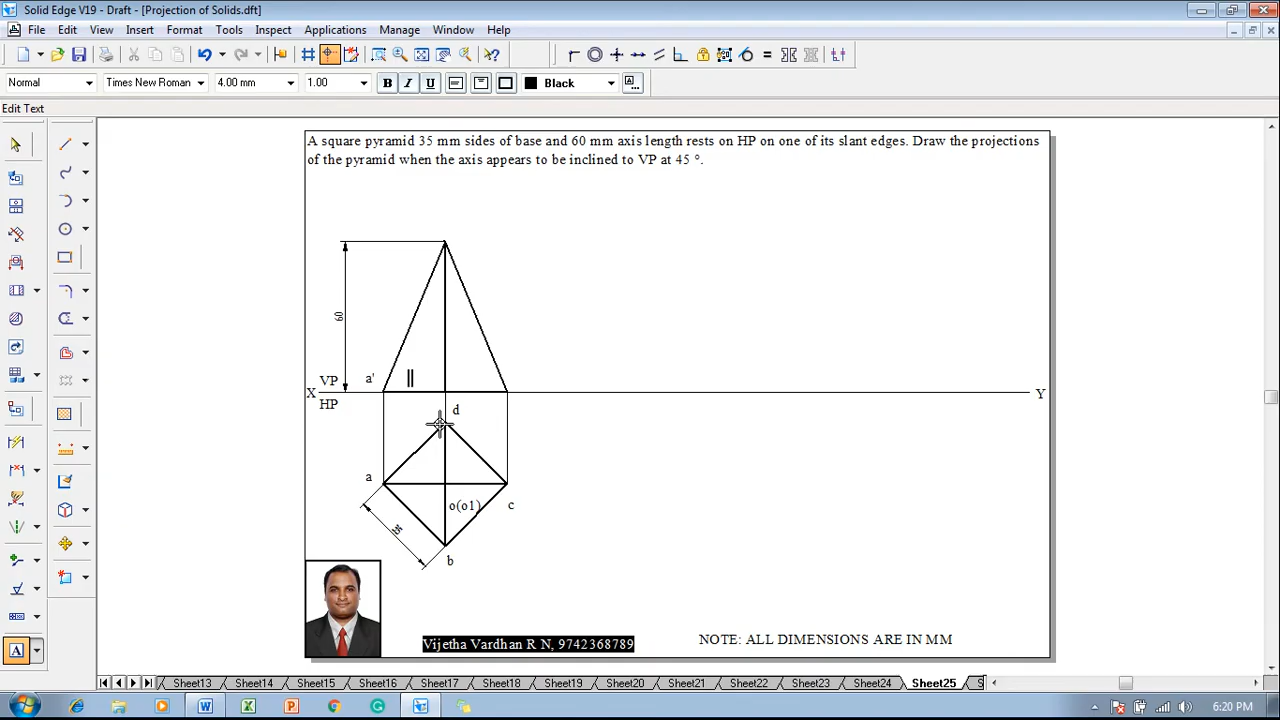 Solid Edge V19 - Draft - [Projection of Solids.dft]
File Edit View Insert Format Tools Inspect Applications Manage Window Help
Normal Times New Roman 4.00 mm 1.00 B I U Black
Edit Text
A square pyramid 35 mm sides of base and 60 mm axis length rests on HP on one of its slant edges. Draw the projections
of the pyramid when the axis appears to be inclined to VP at 45 °.
60
VP a'
X Y
HP
d
a
o(o1) c
b
Vijetha Vardhan R N, 9742368789
NOTE: ALL DIMENSIONS ARE IN MM
Sheet13 Sheet14 Sheet15 Sheet16 Sheet17 Sheet18 Sheet19 Sheet20 Sheet21 Sheet22 Sheet23 Sheet24 Sheet25 S
6:20 PM